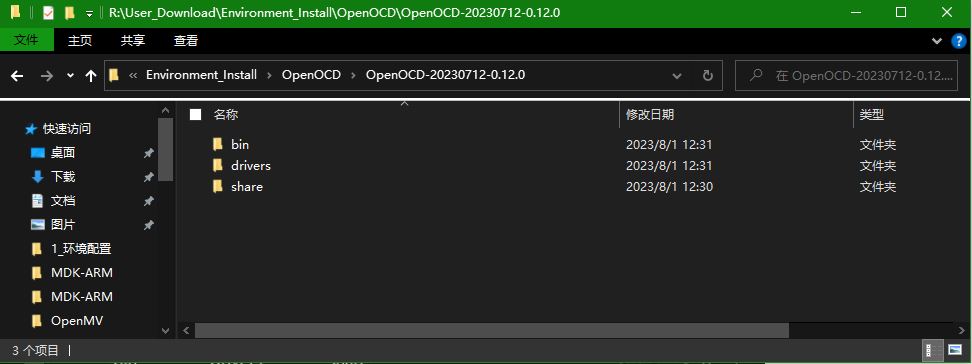 R:\User_Download\Environment_Install\OpenOCD\OpenOCD-20230712-0.12.0
文件 主页 共享 查看
« Environment_Install › OpenOCD › OpenOCD-20230712-0.12.0 在 OpenOCD-20230712-0.12....
名称 修改日期 类型
快速访问
桌面
下载
文档
图片
1_环境配置
MDK-ARM
MDK-ARM
OpenMV
bin 2023/8/1 12:31 文件夹
drivers 2023/8/1 12:31 文件夹
share 2023/8/1 12:30 文件夹
3 个项目